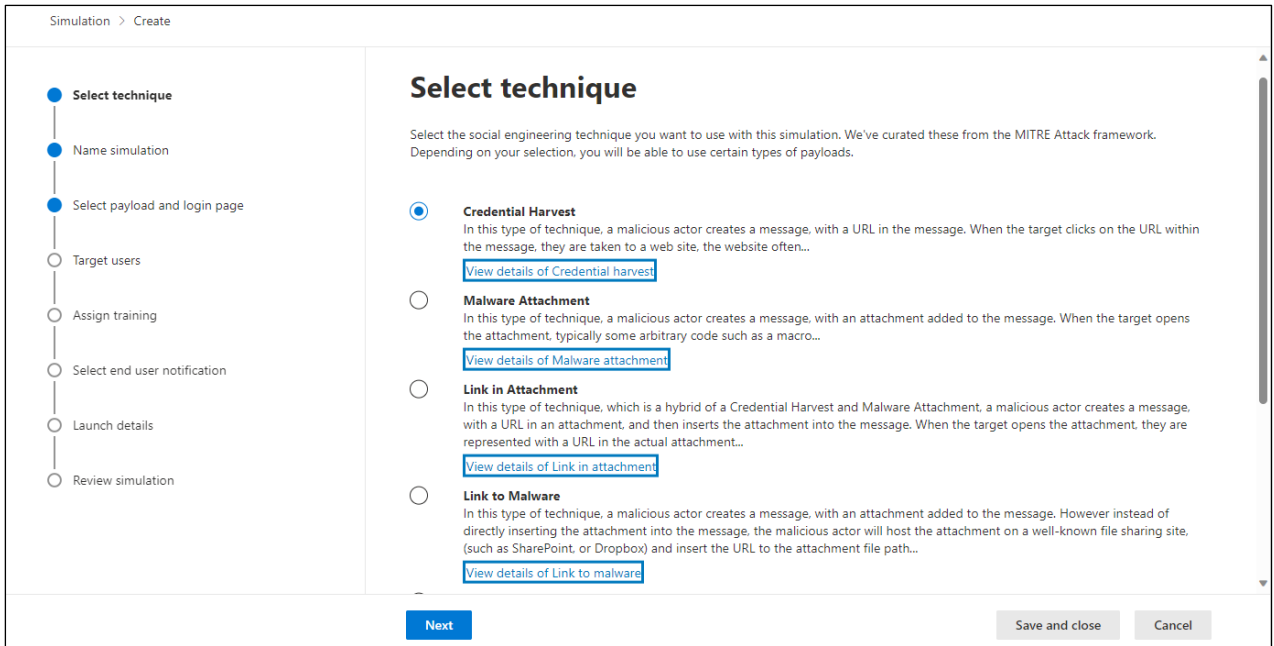 Simulation > Create
Select technique
Name simulation
Select payload and login page
Target users
Assign training
Select end user notification
Launch details
Review simulation
Select technique
Select the social engineering technique you want to use with this simulation. We've curated these from the MITRE Attack framework.
Depending on your selection, you will be able to use certain types of payloads.
Credential Harvest
In this type of technique, a malicious actor creates a message, with a URL in the message. When the target clicks on the URL within
the message, they are taken to a web site, the website often...
View details of Credential harvest
Malware Attachment
In this type of technique, a malicious actor creates a message, with an attachment added to the message. When the target opens
the attachment, typically some arbitrary code such as a macro...
View details of Malware attachment
Link in Attachment
In this type of technique, which is a hybrid of a Credential Harvest and Malware Attachment, a malicious actor creates a message,
with a URL in an attachment, and then inserts the attachment into the message. When the target opens the attachment, they are
represented with a URL in the actual attachment...
View details of Link in attachment
Link to Malware
In this type of technique, a malicious actor creates a message, with an attachment added to the message. However instead of
directly inserting the attachment into the message, the malicious actor will host the attachment on a well-known file sharing site,
(such as SharePoint, or Dropbox) and insert the URL to the attachment file path...
View details of Link to malware
Next
Save and close
Cancel